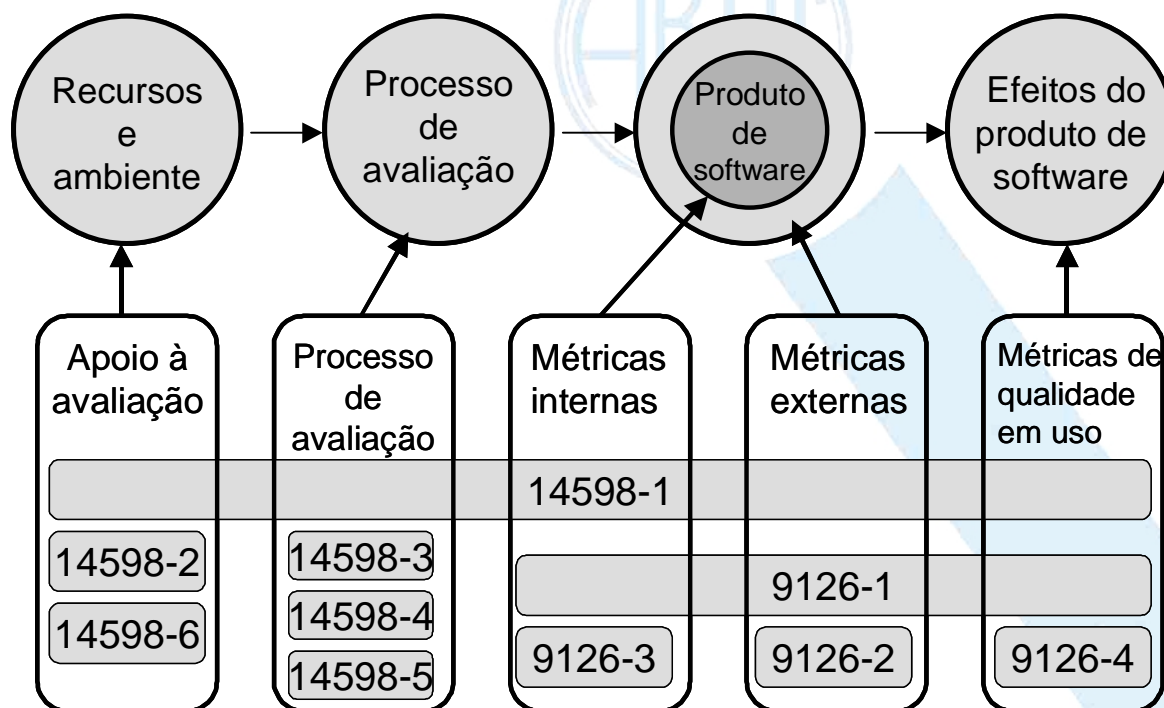 Recursos
e
ambiente
Processo
de
avaliação
Produto
de
software
Efeitos do
produto de
software
Apoio à
avaliação
Processo
de
avaliação
Métricas
internas
Métricas
externas
Métricas de
qualidade
em uso
14598-1
14598-2
14598-6
14598-3
14598-4
14598-5
9126-1
9126-3
9126-2
9126-4